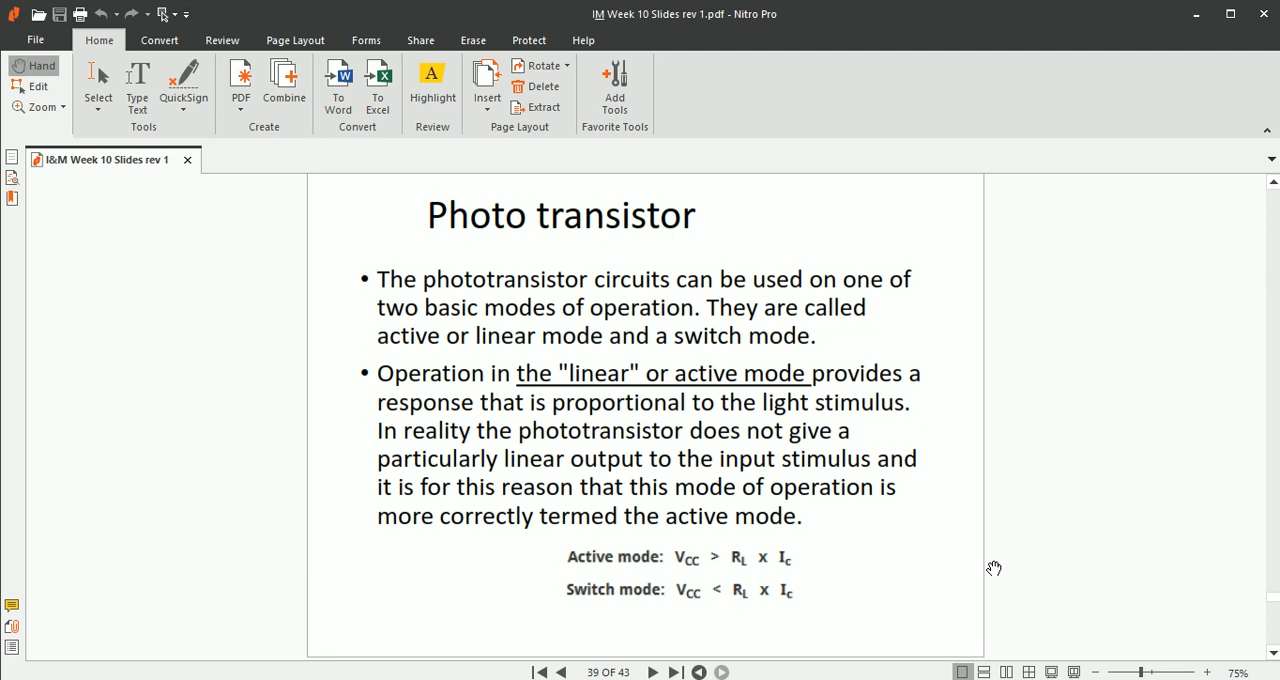 IM Week 10 Slides rev 1.pdf - Nitro Pro
File Home Convert Review Page Layout Forms Share Erase Protect Help
Hand
Edit
Zoom
Select
Type Text
QuickSign
Tools
PDF
Combine
Create
To Word
To Excel
Convert
Highlight
Review
Insert
Rotate
Delete
Extract
Page Layout
Add Tools
Favorite Tools
I&M Week 10 Slides rev 1
Photo transistor
• The phototransistor circuits can be used on one of
two basic modes of operation. They are called
active or linear mode and a switch mode.
• Operation in the "linear" or active mode provides a
response that is proportional to the light stimulus.
In reality the phototransistor does not give a
particularly linear output to the input stimulus and
it is for this reason that this mode of operation is
more correctly termed the active mode.
Active mode: VCC > RL x Ic
Switch mode: VCC < RL x Ic
39 OF 43
75%